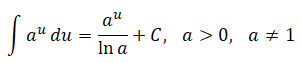 ∫ a^u du = a^u / ln a + C, a > 0, a ≠ 1